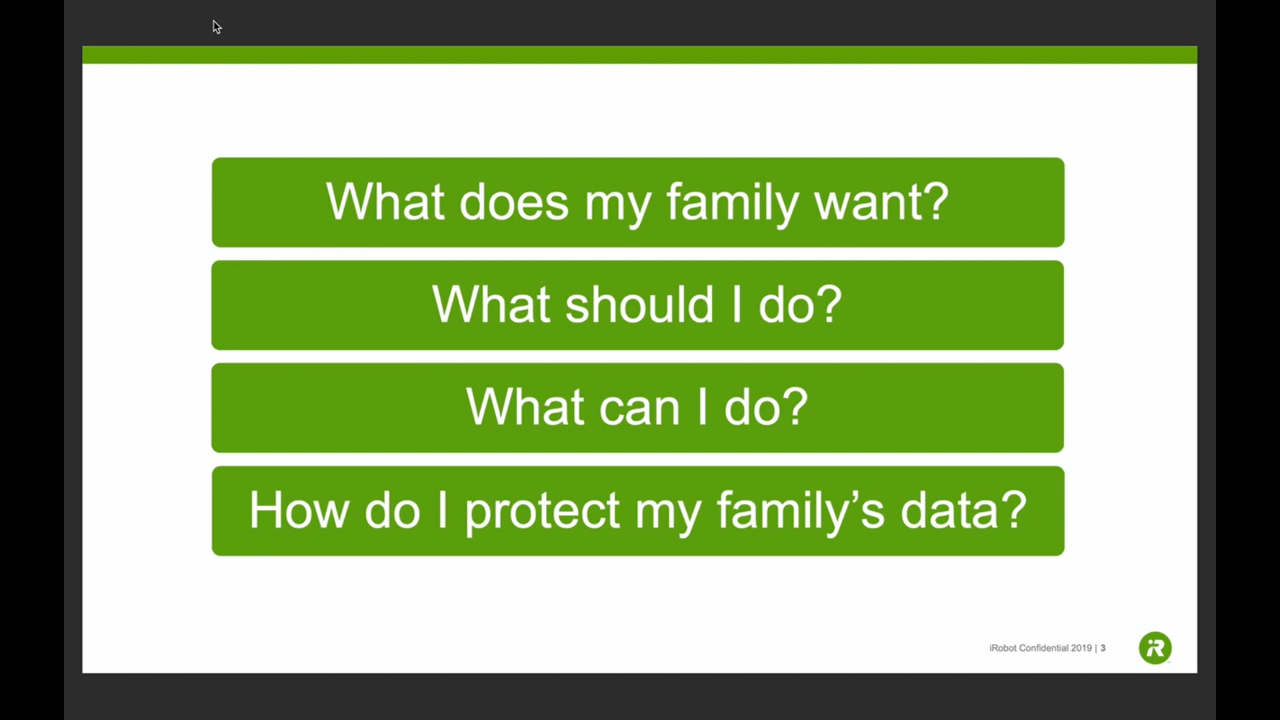 What does my family want?
What should I do?
What can I do?
How do I protect my family’s data?
iRobot Confidential 2019 | 3
iR